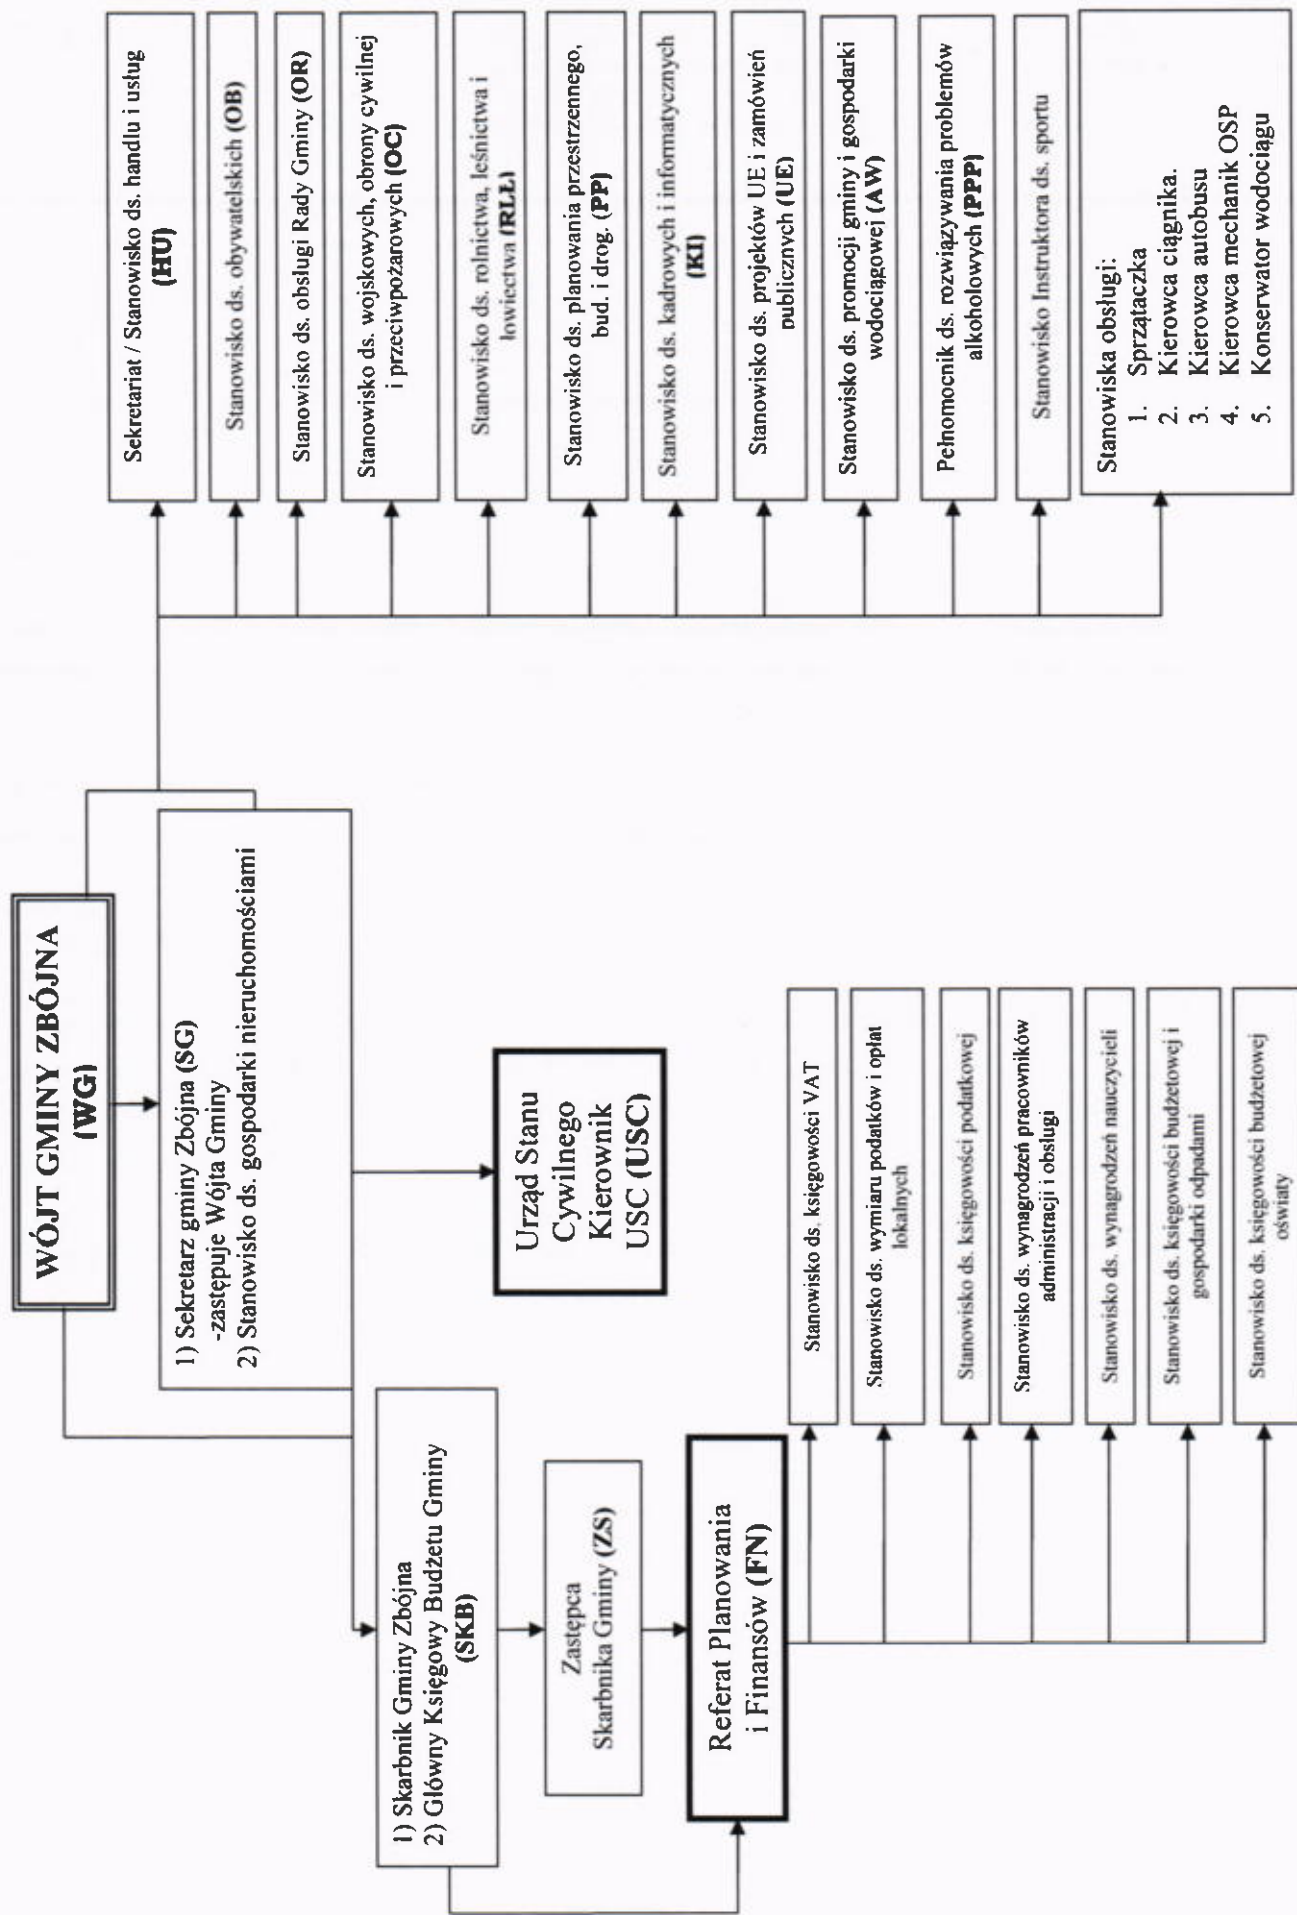 WÓJT GMINY ZBÓJNA
(WG)
1) Sekretarz gminy Zbójna (SG)
-zastępuje Wójta Gminy
2) Stanowisko ds. gospodarki nieruchomościami
1) Skarbnik Gminy Zbójna
2) Główny Księgowy Budżetu Gminy
(SKB)
Zastępca
Skarbnika Gminy (ZS)
Referat Planowania
i Finansów (FN)
Urząd Stanu
Cywilnego
Kierownik
USC (USC)
Stanowisko ds. księgowości VAT
Stanowisko ds. wymiaru podatków i opłat
lokalnych
Stanowisko ds. księgowości podatkowej
Stanowisko ds. wynagrodzeń pracowników
administracji i obsługi
Stanowisko ds. wynagrodzeń nauczycieli
Stanowisko ds. księgowości budżetowej i
gospodarki odpadami
Stanowisko ds. księgowości budżetowej
oświaty
Sekretariat / Stanowisko ds. handlu i usług
(HU)
Stanowisko ds. obywatelskich (OB)
Stanowisko ds. obsługi Rady Gminy (OR)
Stanowisko ds. wojskowych, obrony cywilnej
i przeciwpożarowych (OC)
Stanowisko ds. rolnictwa, leśnictwa i
łowiectwa (RLŁ)
Stanowisko ds. planowania przestrzennego,
bud. i drog. (PP)
Stanowisko ds. kadrowych i informatycznych
(KI)
Stanowisko ds. projektów UE i zamówień
publicznych (UE)
Stanowisko ds. promocji gminy i gospodarki
wodociągowej (AW)
Pełnomocnik ds. rozwiązywania problemów
alkoholowych (PPP)
Stanowisko Instruktora ds. sportu
Stanowiska obsługi:
1. Sprzątaczka
2. Kierowca ciągnika.
3. Kierowca autobusu
4. Kierowca mechanik OSP
5. Konserwator wodociągu